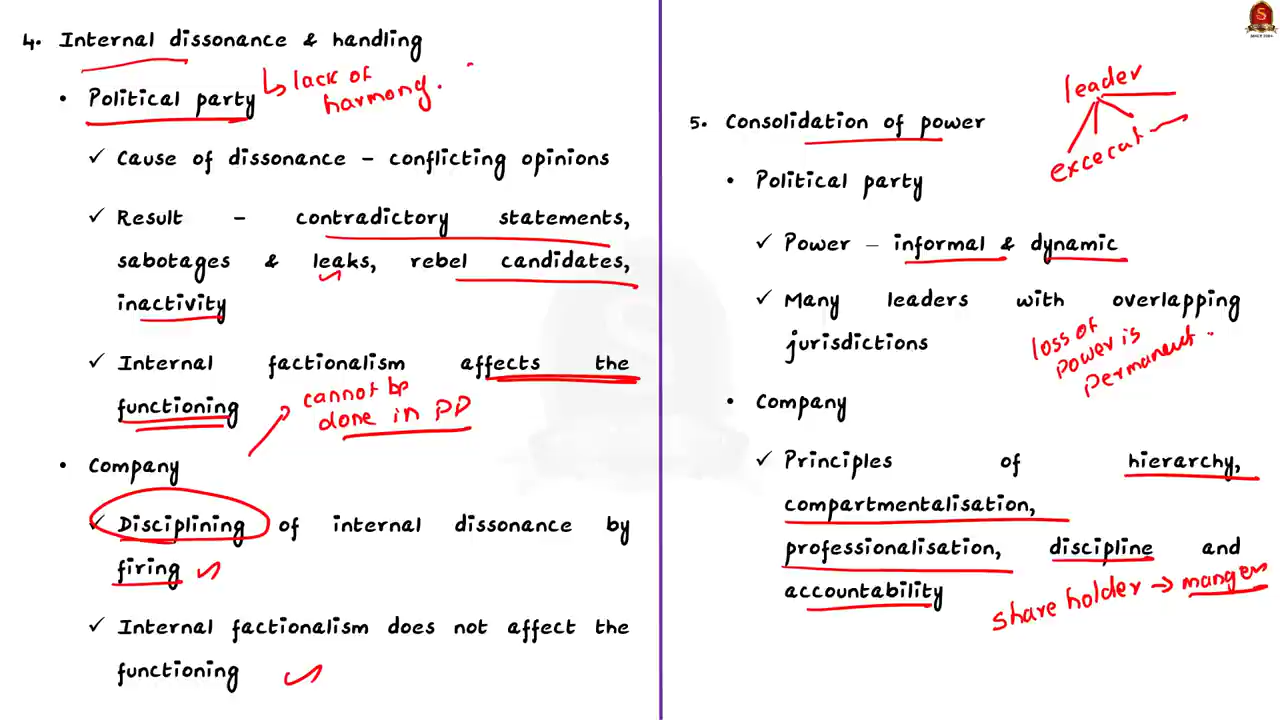 4. Internal dissonance & handling
↳ lack of
harmong.
• Political party
✓ Cause of dissonance – conflicting opinions
✓ Result – contradictory statements,
sabotages & leaks, rebel candidates,
inactivity
✓ Internal factionalism affects the
functioning
cannot be
done in PP
• Company
✓ Disciplining of internal dissonance by
firing
✓ Internal factionalism does not affect the
functioning
5. Consolidation of power
leader
excecut
• Political party
✓ Power – informal & dynamic
✓ Many leaders with overlapping
jurisdictions
loss of
power is
permanent.
• Company
✓ Principles of hierarchy,
compartmentalisation,
professionalisation, discipline and
accountability
share holder → mangers